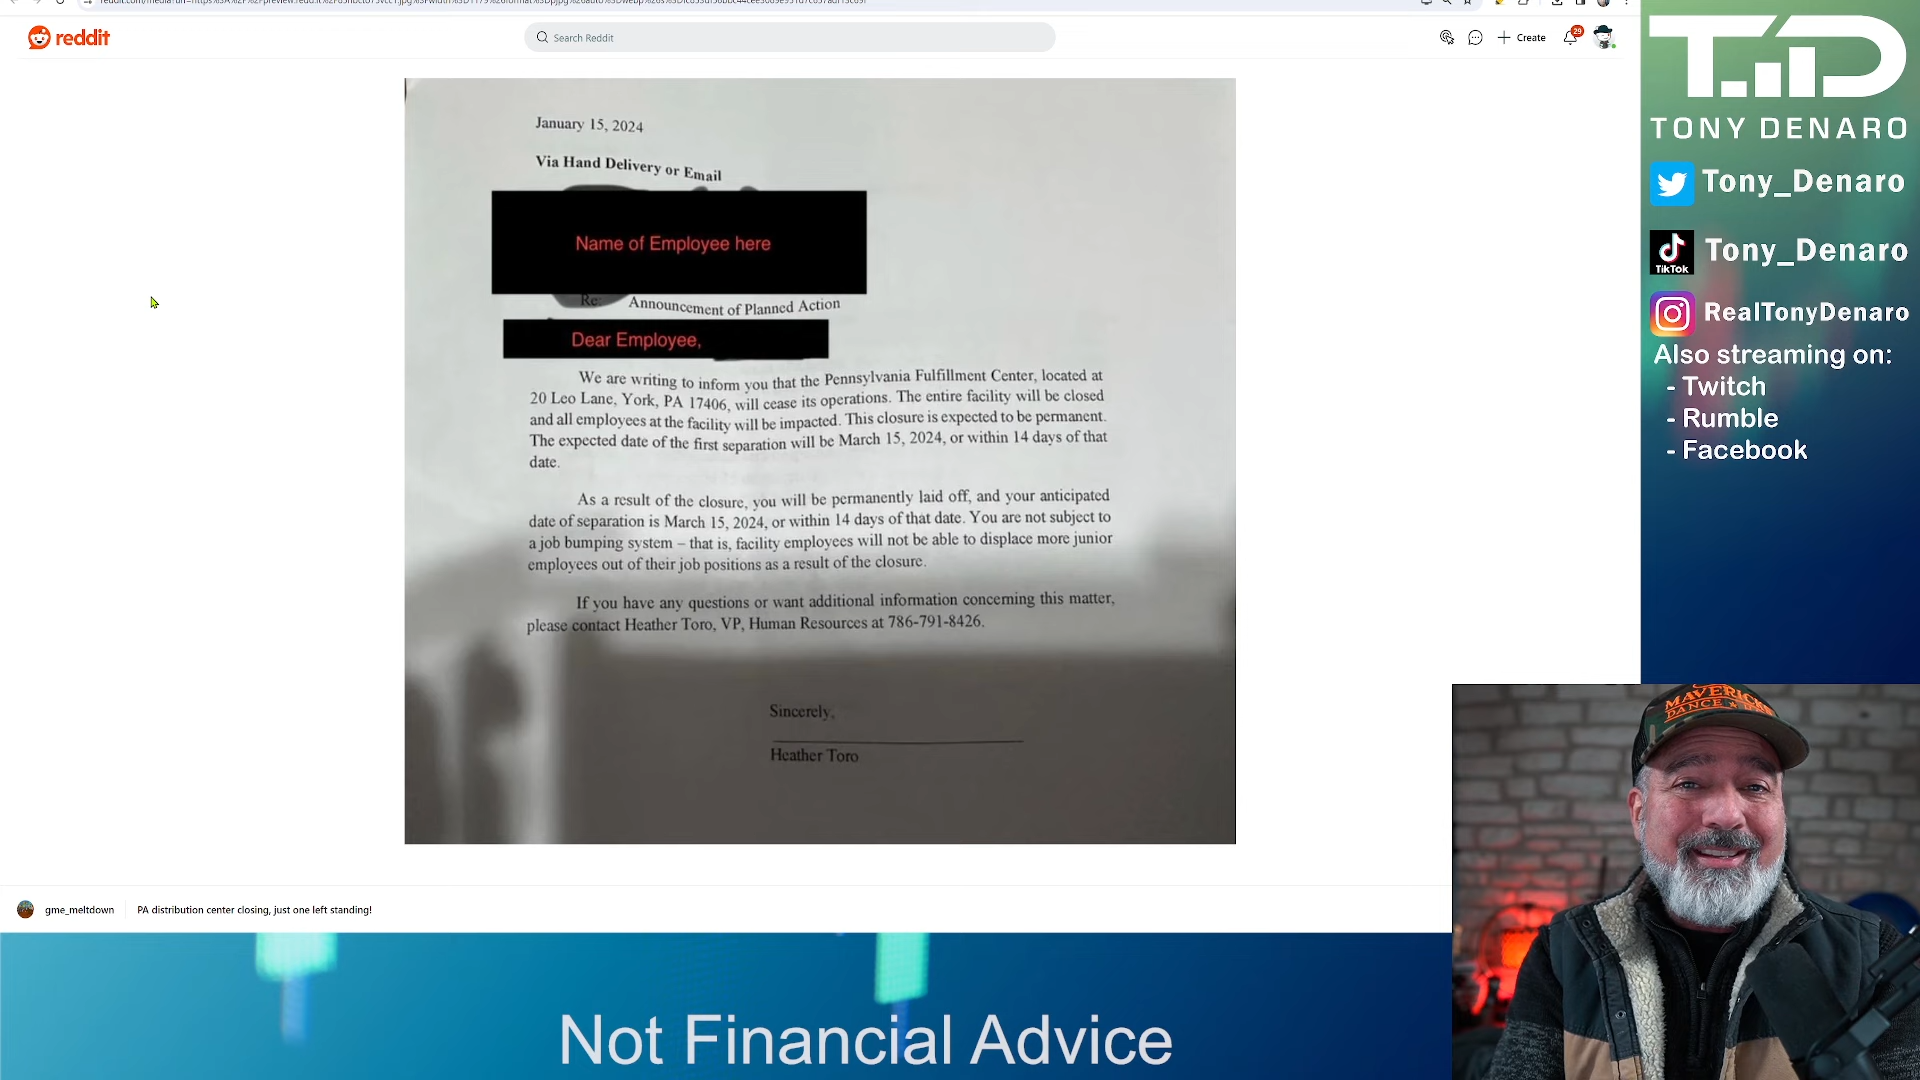 reddit
Search Reddit
Create
29
January 15, 2024
Via Hand Delivery or Email
Name of Employee here
Re: Announcement of Planned Action
Dear Employee,
We are writing to inform you that the Pennsylvania Fulfillment Center, located at
20 Leo Lane, York, PA 17406, will cease its operations. The entire facility will be closed
and all employees at the facility will be impacted. This closure is expected to be permanent.
The expected date of the first separation will be March 15, 2024, or within 14 days of that
date.
As a result of the closure, you will be permanently laid off, and your anticipated
date of separation is March 15, 2024, or within 14 days of that date. You are not subject to
a job bumping system – that is, facility employees will not be able to displace more junior
employees out of their job positions as a result of the closure.
If you have any questions or want additional information concerning this matter,
please contact Heather Toro, VP, Human Resources at 786-791-8426.
Sincerely,
Heather Toro
gme_meltdown
PA distribution center closing, just one left standing!
Not Financial Advice
TD
TONY DENARO
Tony_Denaro
TikTok
Tony_Denaro
RealTonyDenaro
Also streaming on:
- Twitch
- Rumble
- Facebook
MAVERICK
DANCE